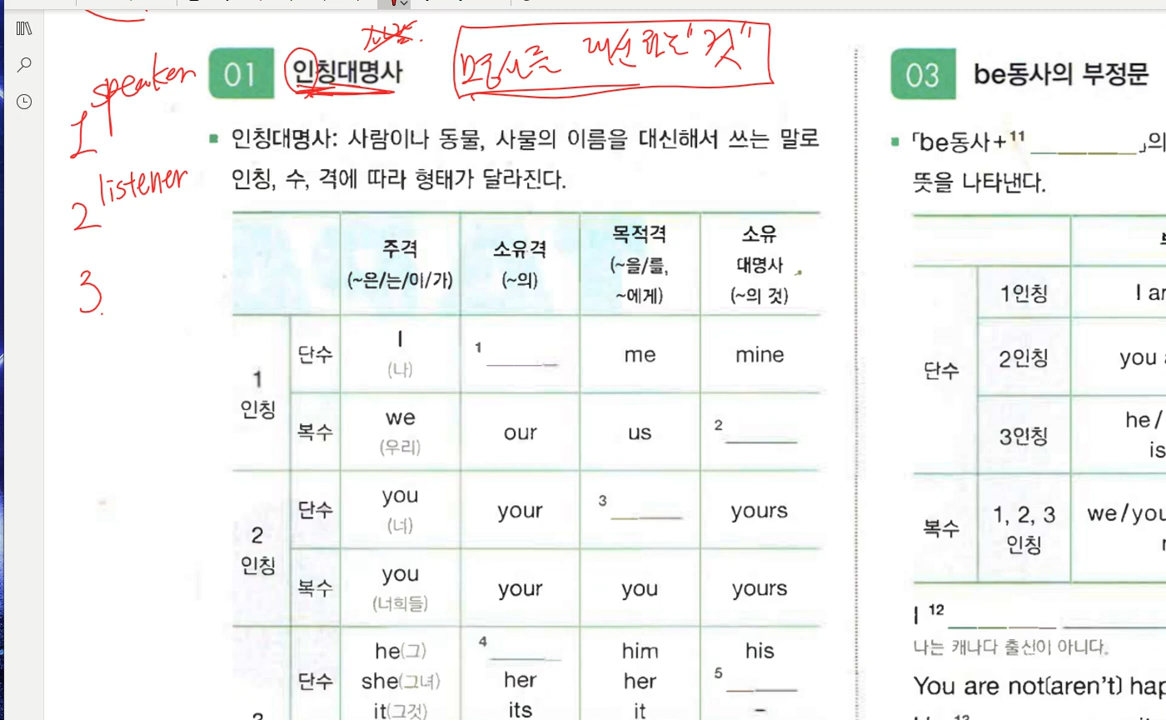 speaker
1
listener
2
3.
01 인칭대명사
명사를 대신 하는 "것"
인칭대명사: 사람이나 동물, 사물의 이름을 대신해서 쓰는 말로
인칭, 수, 격에 따라 형태가 달라진다.
주격 (~은/는/이/가) 소유격 (~의) 목적격 (~을/를, ~에게) 소유 대명사 (~의 것)
1 인칭
단수 I (나) 1 ______ me mine
복수 we (우리) our us 2 ______
2 인칭
단수 you (너) your 3 ______ yours
복수 you (너희들) your you yours
단수
he(그) 4 ______ him his
she(그녀) her her 5 ______
it(그것) its it -
03 be동사의 부정문
「be동사+11 ______」의
뜻을 나타낸다.
단수
1인칭 I
2인칭 you
3인칭 he/
is
복수 1, 2, 3 인칭 we/you
I 12 ______ ______
나는 캐나다 출신이 아니다.
You are not(aren't)